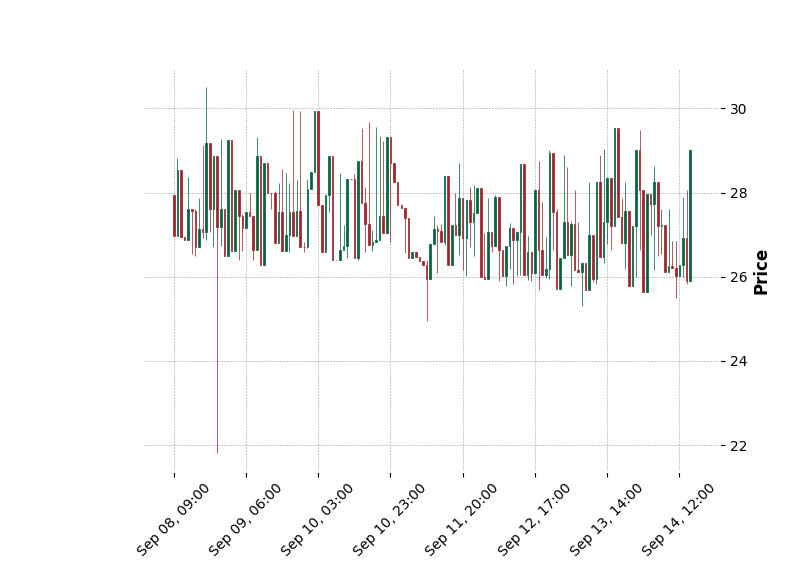 30
28
26
24
22
Price
Sep 08, 09:00
Sep 09, 06:00
Sep 10, 03:00
Sep 10, 23:00
Sep 11, 20:00
Sep 12, 17:00
Sep 13, 14:00
Sep 14, 12:00